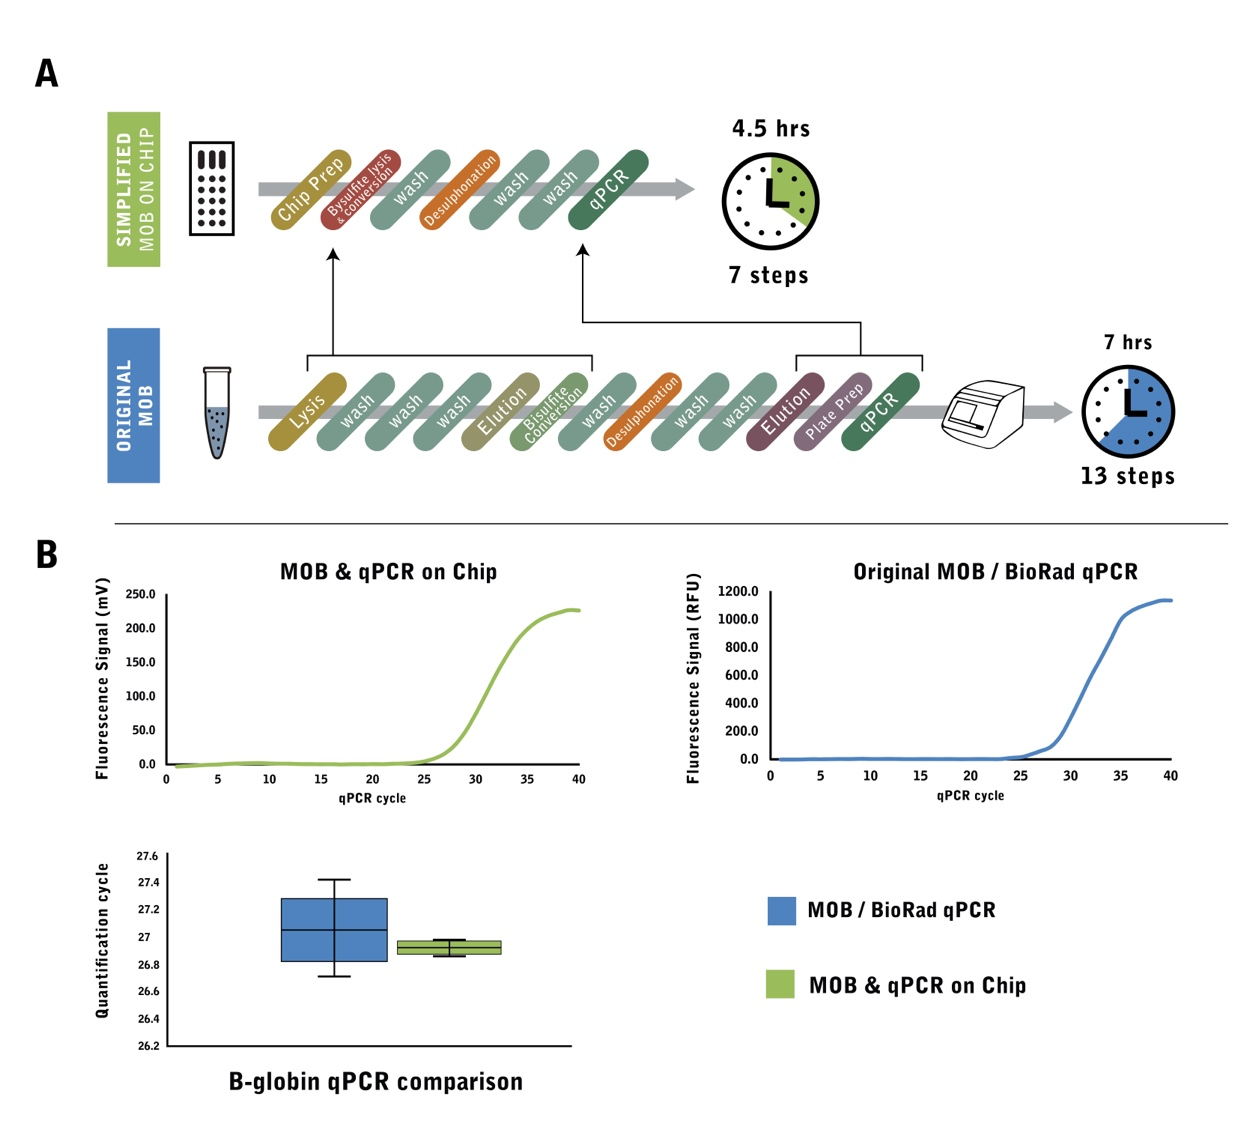 A
SIMPLIFIED
MOB ON CHIP
Chip Prep
Bysulfite lysis
& conversion
wash
Desulphonation
wash
wash
qPCR
4.5 hrs
7 steps
ORIGINAL
MOB
Lysis
wash
wash
wash
Elution
Bisulfite
Conversion
wash
Desulphonation
wash
wash
Elution
Plate Prep
qPCR
7 hrs
13 steps
B
MOB & qPCR on Chip
Fluorescence Signal (mV)
250.0
200.0
150.0
100.0
50.0
0.0
0 5 10 15 20 25 30 35 40
qPCR cycle
Original MOB / BioRad qPCR
Fluorescence Signal (RFU)
1200.0
1000.0
800.0
600.0
400.0
200.0
0.0
0 5 10 15 20 25 30 35 40
qPCR cycle
Quantification cycle
27.6
27.4
27.2
27
26.8
26.6
26.4
26.2
B-globin qPCR comparison
MOB / BioRad qPCR
MOB & qPCR on Chip